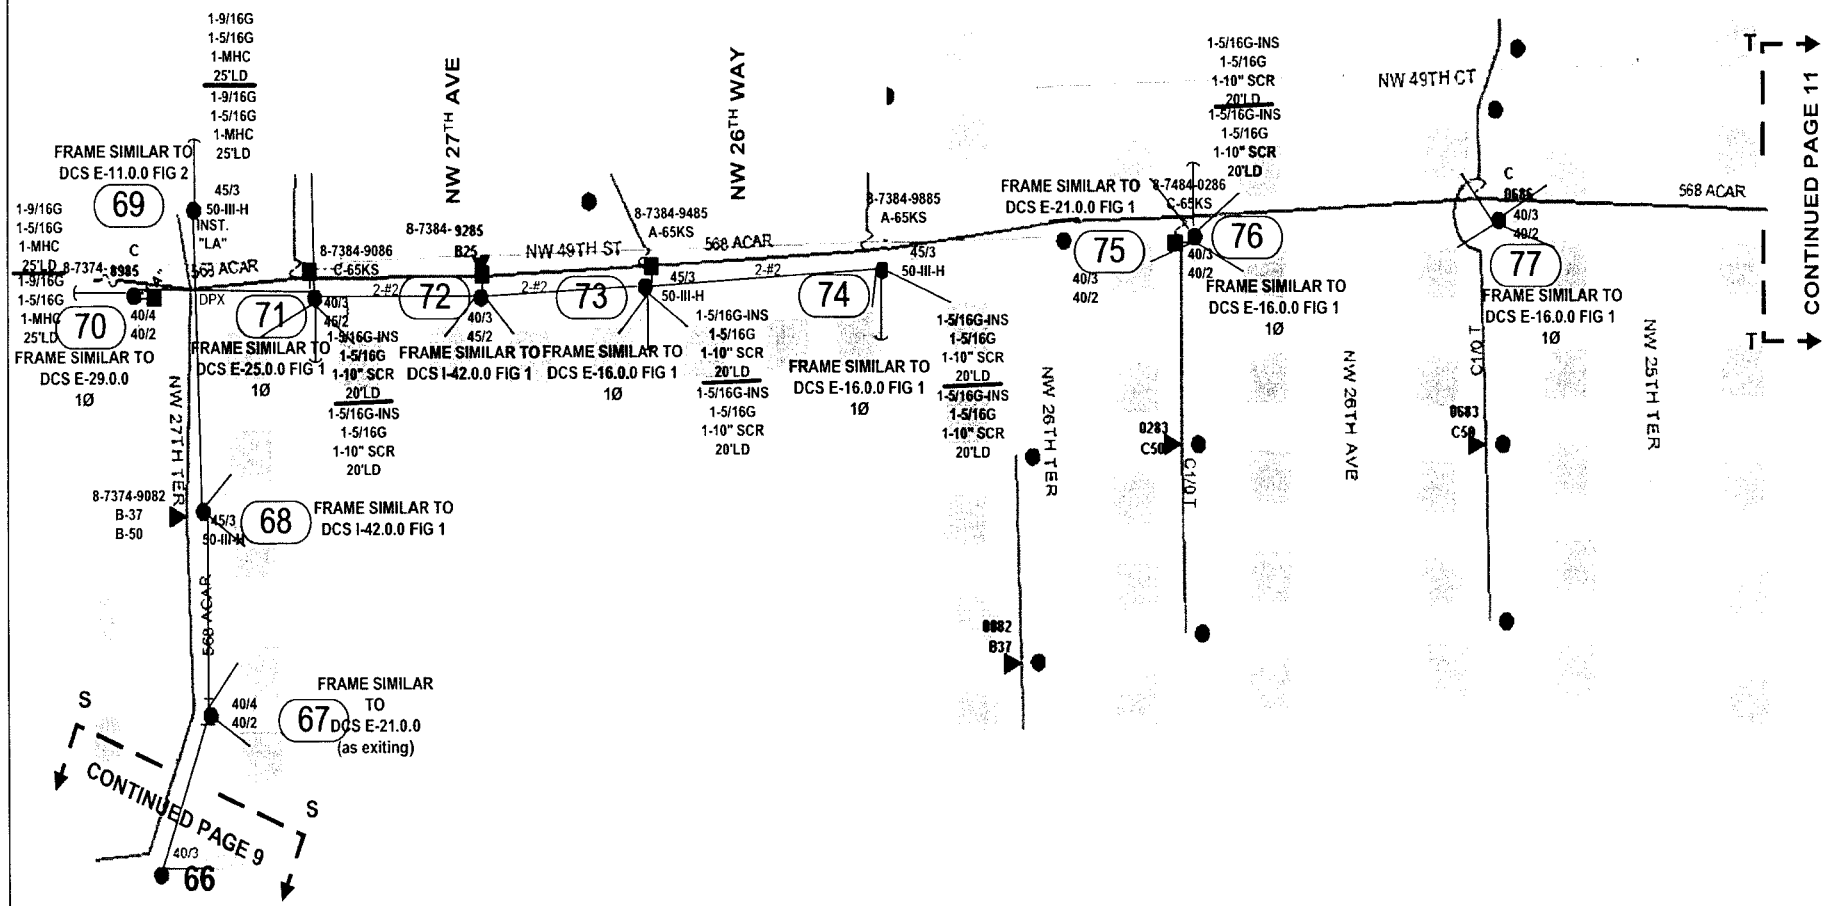 1-9/16G
1-5/16G
1-MHC
25'LD
1-9/16G
1-5/16G
1-MHC
25'LD
FRAME SIMILAR TO
DCS E-11.0.0 FIG 2
69
45/3
50-III-H
INST.
"LA"
1-9/16G
1-5/16G
1-MHC
25'LD
1-9/16G
1-5/16G
1-MHC
25'LD
C
8-7374-
8985
70
40/4
40/2
FRAME SIMILAR TO
DCS E-29.0.0
1Ø
568 ACAR
DPX
NW 27TH AVE
NW 26TH WAY
8-7384-9086
C-65KS
71
40/3
45/2
FRAME SIMILAR TO
DCS E-25.0.0 FIG 1
1Ø
1-5/16G-INS
1-5/16G
1-10" SCR
20'LD
1-5/16G-INS
1-5/16G
1-10" SCR
20'LD
8-7384-9285
B25
2-#2
72
40/3
45/2
FRAME SIMILAR TO
DCS I-42.0.0 FIG 1
NW 49TH ST
2-#2
8-7384-9485
A-65KS
73
45/3
50-III-H
FRAME SIMILAR TO
DCS E-16.0.0 FIG 1
1Ø
1-5/16G-INS
1-5/16G
1-10" SCR
20'LD
1-5/16G-INS
1-5/16G
1-10" SCR
20'LD
568 ACAR
2-#2
8-7384-9885
A-65KS
74
45/3
50-III-H
FRAME SIMILAR TO
DCS E-16.0.0 FIG 1
1Ø
1-5/16G-INS
1-5/16G
1-10" SCR
20'LD
1-5/16G-INS
1-5/16G
1-10" SCR
20'LD
FRAME SIMILAR TO
DCS E-21.0.0 FIG 1
75
40/3
40/2
1-5/16G-INS
1-5/16G
1-10" SCR
20'LD
1-5/16G-INS
1-5/16G
1-10" SCR
20'LD
8-7484-0286
C-65KS
76
40/3
40/2
FRAME SIMILAR TO
DCS E-16.0.0 FIG 1
1Ø
NW 49TH CT
C
0686
40/3
40/2
77
FRAME SIMILAR TO
DCS E-16.0.0 FIG 1
1Ø
568 ACAR
T
CONTINUED PAGE 11
T
NW 27TH TER
8-7374-9082
B-37
B-50
45/3
50-III-H
68
FRAME SIMILAR TO
DCS I-42.0.0 FIG 1
568 ACAR
40/4
40/2
67
FRAME SIMILAR
TO
DCS E-21.0.0
(as exiting)
S
CONTINUED PAGE 9
S
40/3
66
NW 26TH TER
0082
B37
0283
C50
C1/0 T
NW 26TH AVE
C1/0 T
0683
C50
NW 25TH TER